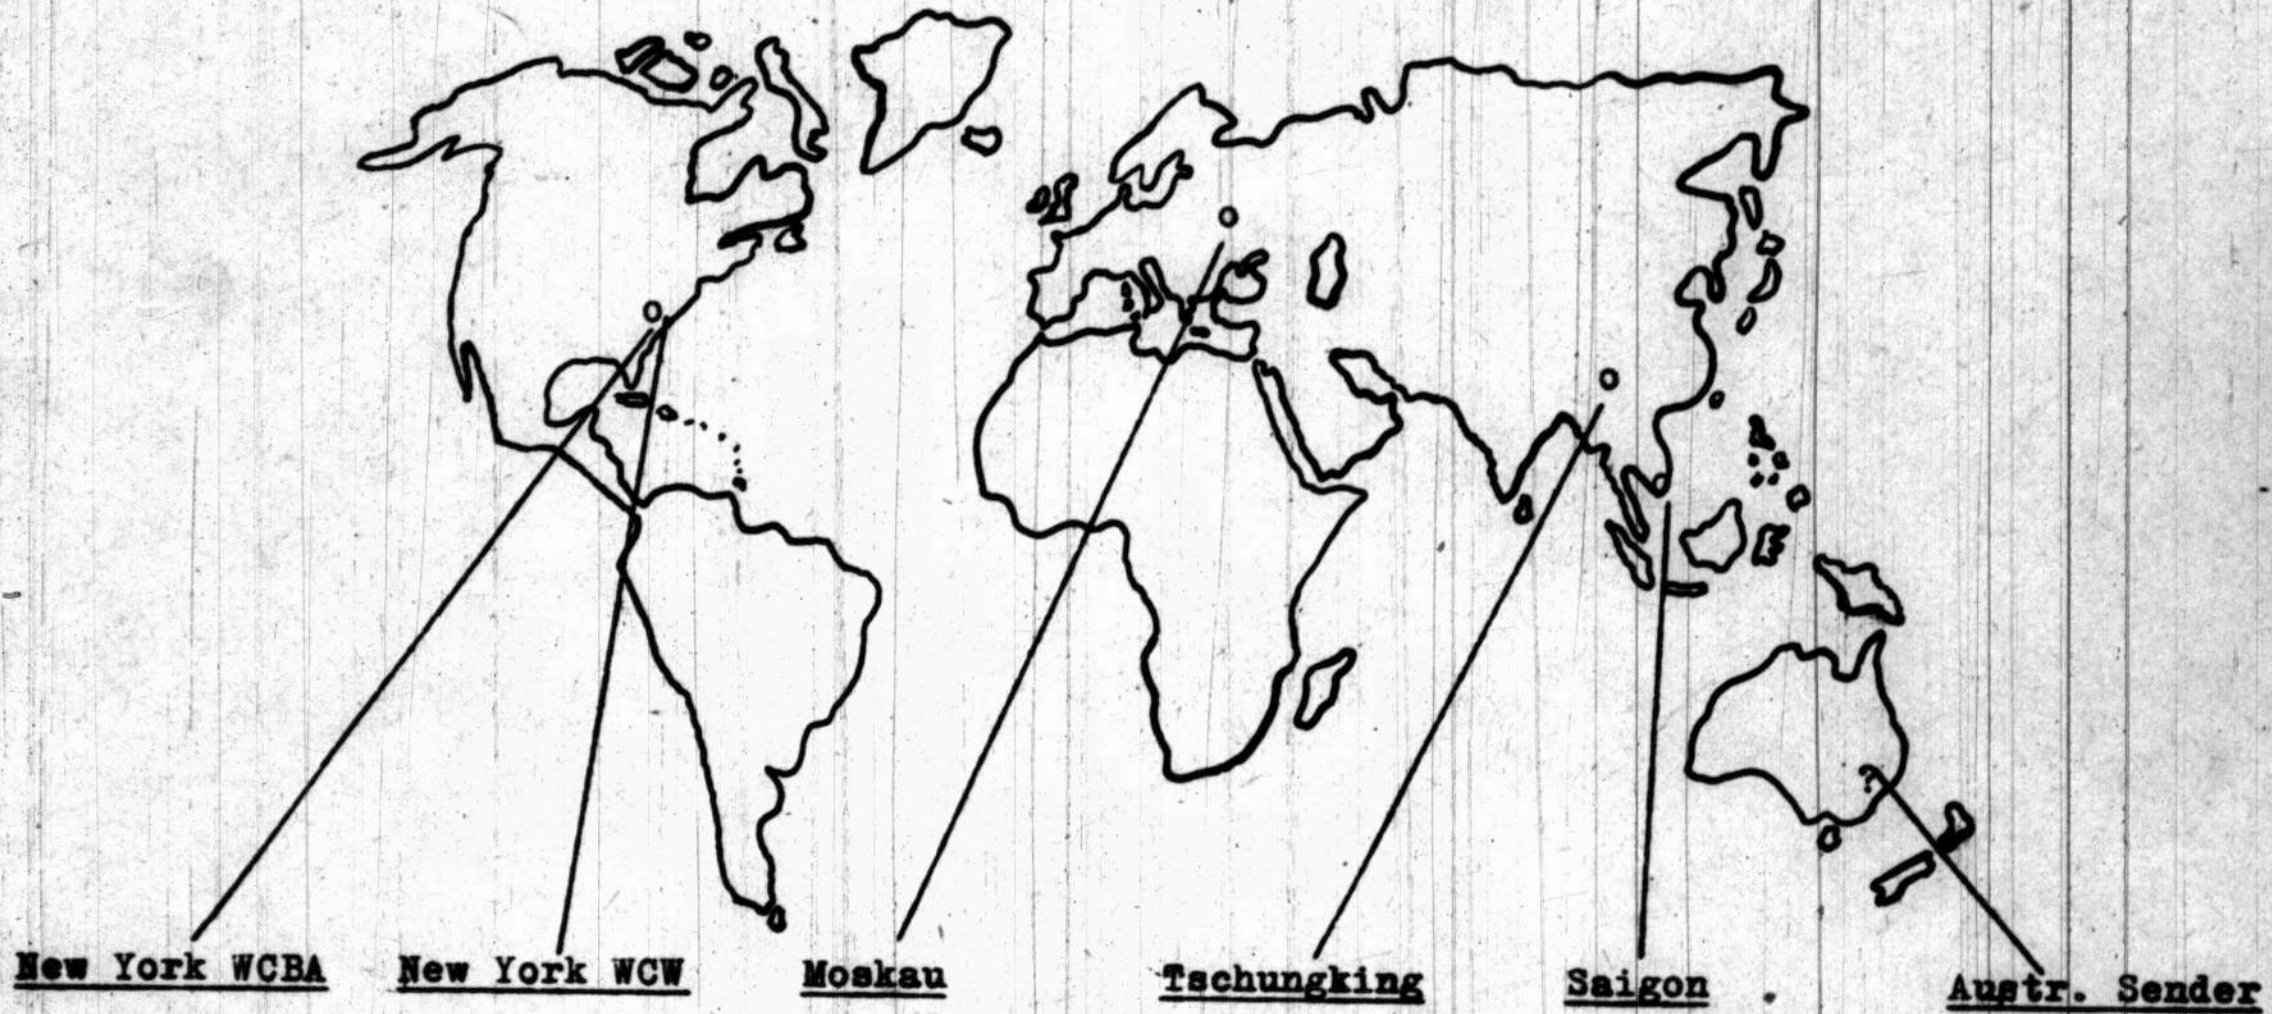 ?
New York WCBA
New York WCW
Moskau
Tschungking
Saigon
Austr. Sender